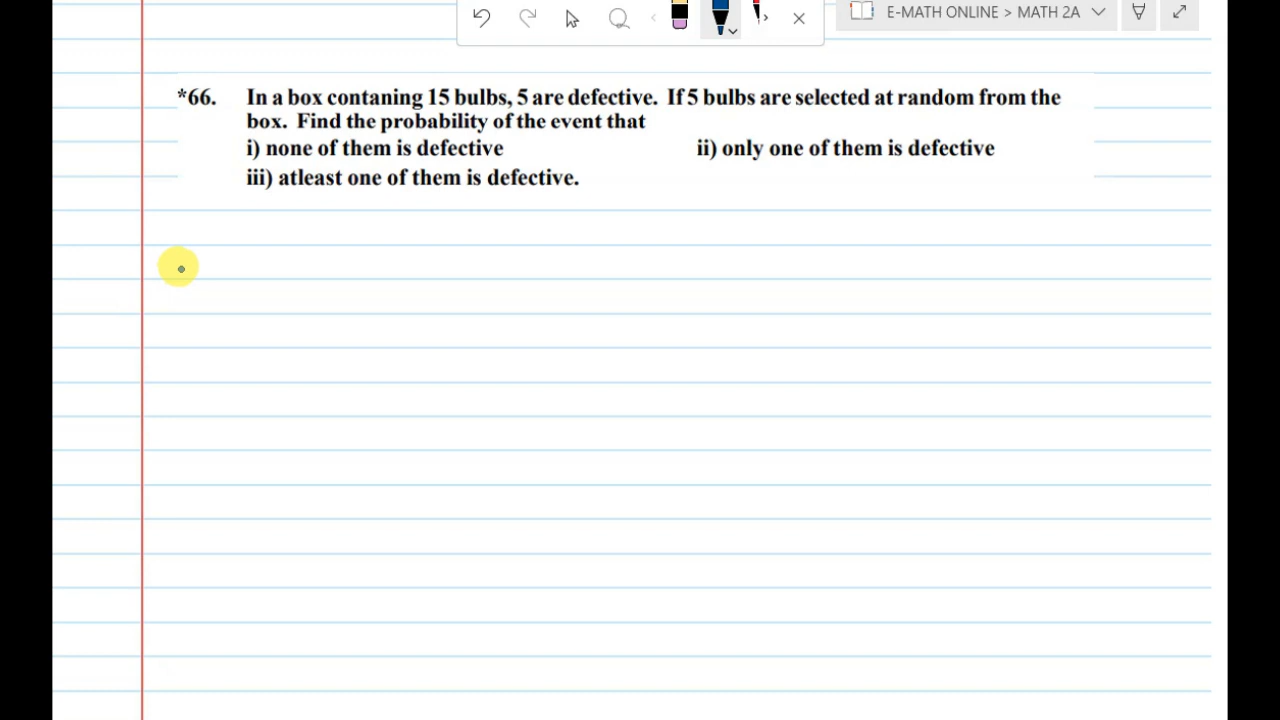 E-MATH ONLINE > MATH 2A
*66. In a box contaning 15 bulbs, 5 are defective. If 5 bulbs are selected at random from the
box. Find the probability of the event that
i) none of them is defective ii) only one of them is defective
iii) atleast one of them is defective.